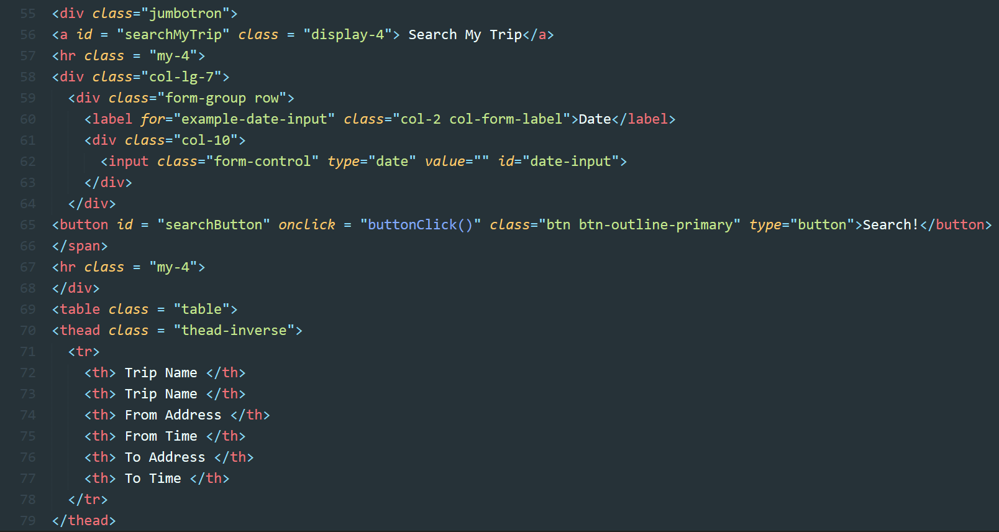 55 <div class="jumbotron">
56 <a id = "searchMyTrip" class = "display-4"> Search My Trip</a>
57 <hr class = "my-4">
58 <div class="col-lg-7">
59   <div class="form-group row">
60     <label for="example-date-input" class="col-2 col-form-label">Date</label>
61     <div class="col-10">
62       <input class="form-control" type="date" value="" id="date-input">
63     </div>
64   </div>
65 <button id = "searchButton" onclick = "buttonClick()" class="btn btn-outline-primary" type="button">Search!</button>
66 </span>
67 <hr class = "my-4">
68 </div>
69 <table class = "table">
70 <thead class = "thead-inverse">
71   <tr>
72     <th> Trip Name </th>
73     <th> Trip Name </th>
74     <th> From Address </th>
75     <th> From Time </th>
76     <th> To Address </th>
77     <th> To Time </th>
78   </tr>
79 </thead>